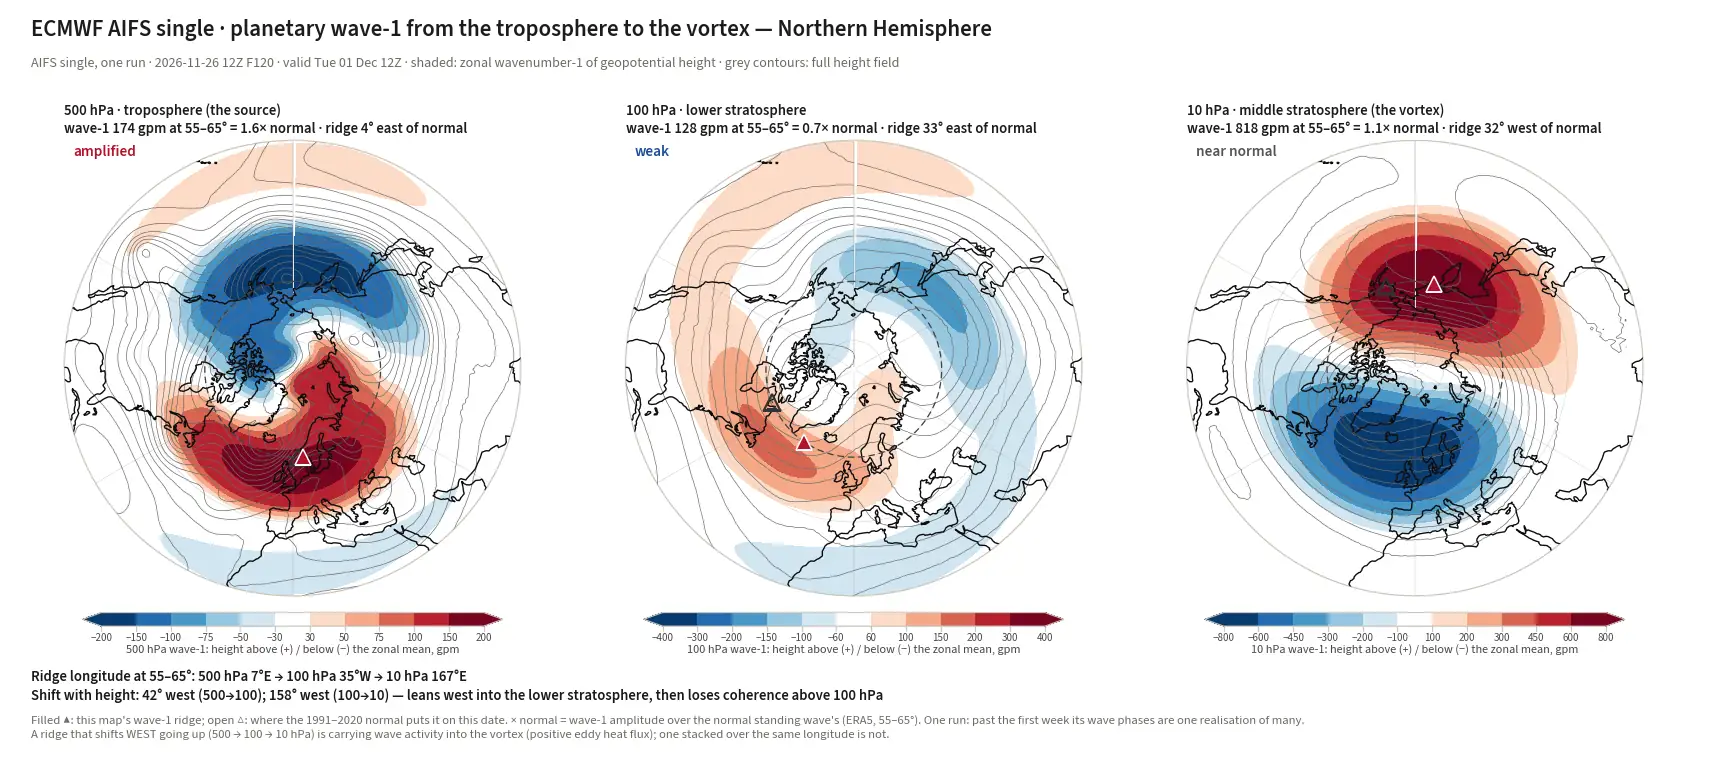 ECMWF AIFS single · planetary wave-1 from the troposphere to the vortex — Northern Hemisphere
AIFS single, one run · 2026-11-26 12Z F120 · valid Tue 01 Dec 12Z · shaded: zonal wavenumber-1 of geopotential height · grey contours: full height field
500 hPa · troposphere (the source)
wave-1 174 gpm at 55–65° = 1.6× normal · ridge 4° east of normal
amplified
100 hPa · lower stratosphere
wave-1 128 gpm at 55–65° = 0.7× normal · ridge 33° east of normal
weak
10 hPa · middle stratosphere (the vortex)
wave-1 818 gpm at 55–65° = 1.1× normal · ridge 32° west of normal
near normal
−200 −150 −100 −75 −50 −30 30 50 75 100 150 200
500 hPa wave-1: height above (+) / below (−) the zonal mean, gpm
−400 −300 −200 −150 −100 −60 60 100 150 200 300 400
100 hPa wave-1: height above (+) / below (−) the zonal mean, gpm
−800 −600 −450 −300 −200 −100 100 200 300 450 600 800
10 hPa wave-1: height above (+) / below (−) the zonal mean, gpm
Ridge longitude at 55–65°: 500 hPa 7°E → 100 hPa 35°W → 10 hPa 167°E
Shift with height: 42° west (500→100); 158° west (100→10) — leans west into the lower stratosphere, then loses coherence above 100 hPa
Filled ▲: this map's wave-1 ridge; open △: where the 1991–2020 normal puts it on this date. × normal = wave-1 amplitude over the normal standing wave's (ERA5, 55–65°). One run: past the first week its wave phases are one realisation of many.
A ridge that shifts WEST going up (500 → 100 → 10 hPa) is carrying wave activity into the vortex (positive eddy heat flux); one stacked over the same longitude is not.